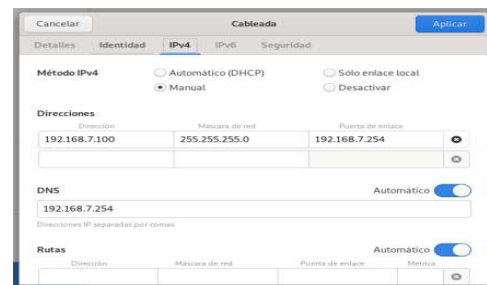 Cancelar Cableada Aplicar
Detalles Identidad IPv4 IPv6 Seguridad
Método IPv4 Automático (DHCP) Sólo enlace local
Manual Desactivar
Direcciones
Dirección Máscara de red Puerta de enlace
192.168.7.100 255.255.255.0 192.168.7.254
DNS Automático
192.168.7.254
Direcciones IP separadas por comas
Rutas Automático
Dirección Máscara de red Puerta de enlace Métrica